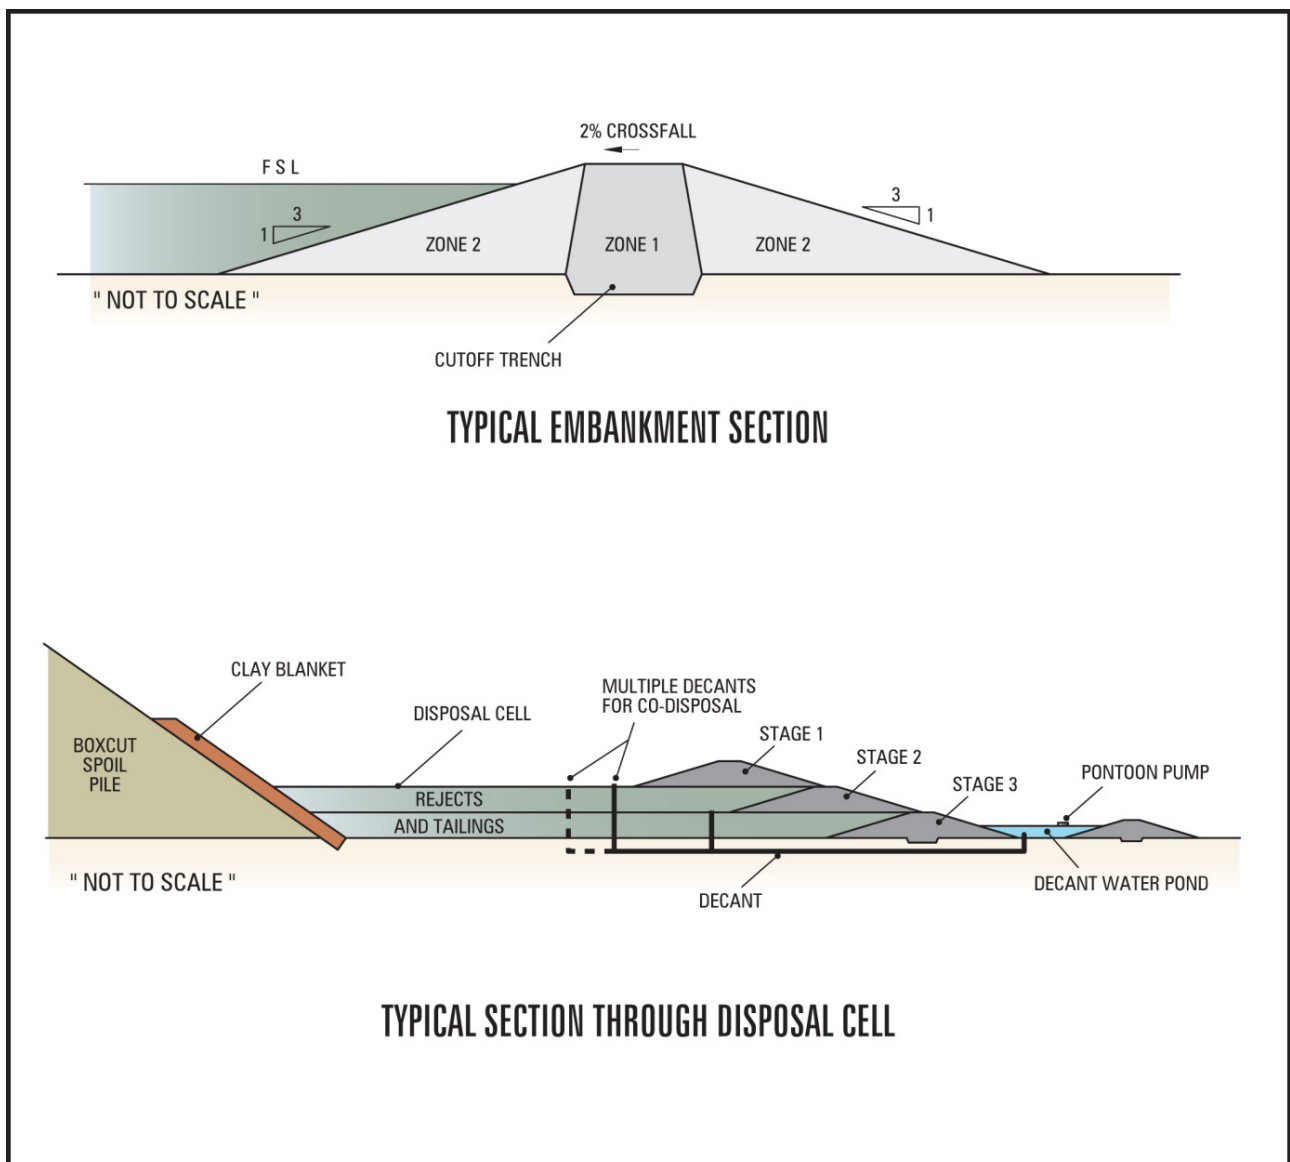 2% CROSSFALL
F S L
3
1
3
1
ZONE 2
ZONE 1
ZONE 2
" NOT TO SCALE "
CUTOFF TRENCH
TYPICAL EMBANKMENT SECTION
CLAY BLANKET
MULTIPLE DECANTS
FOR CO-DISPOSAL
DISPOSAL CELL
STAGE 1
BOXCUT
SPOIL
PILE
STAGE 2
PONTOON PUMP
STAGE 3
REJECTS
AND TAILINGS
" NOT TO SCALE "
DECANT WATER POND
DECANT
TYPICAL SECTION THROUGH DISPOSAL CELL